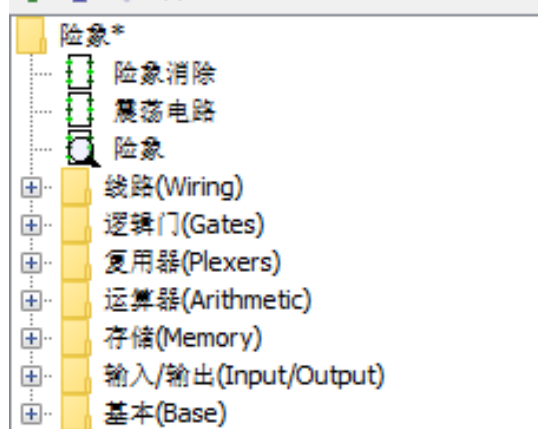 险象*
险象消除
震荡电路
险象
线路(Wiring)
逻辑门(Gates)
复用器(Plexers)
运算器(Arithmetic)
存储(Memory)
输入/输出(Input/Output)
基本(Base)